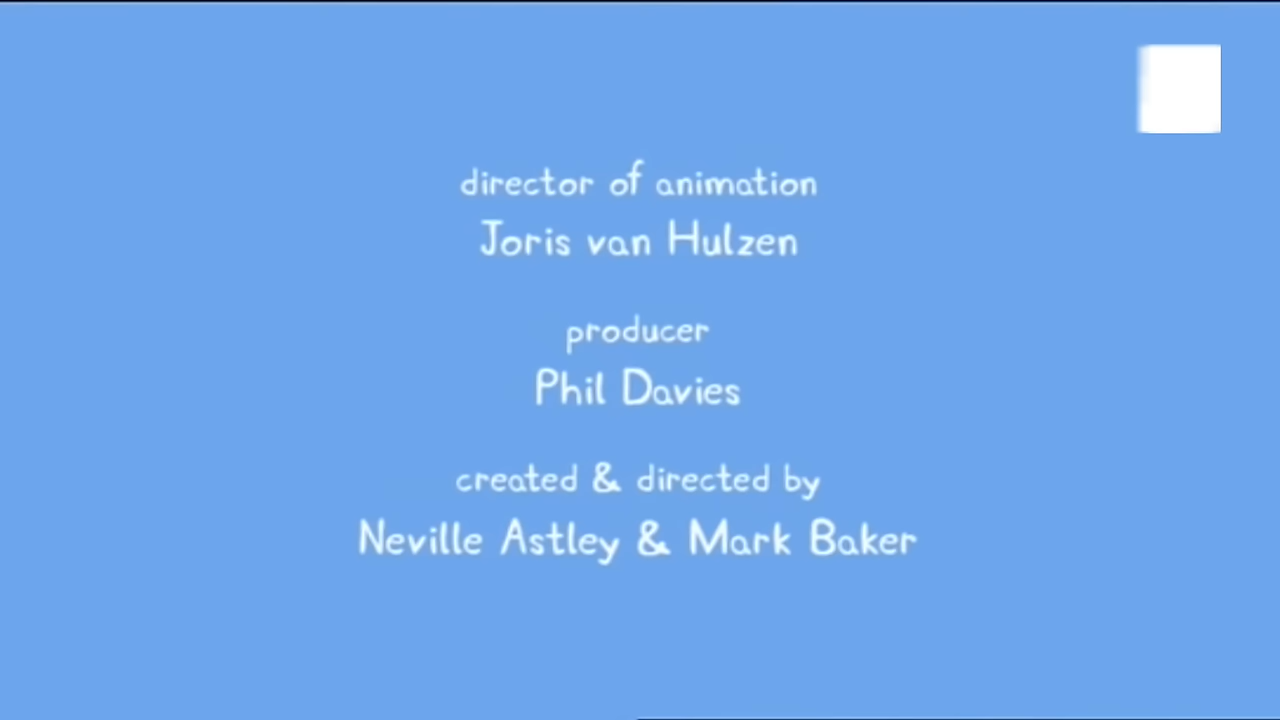 director of animation
Joris van Hulzen
producer
Phil Davies
created & directed by
Neville Astley & Mark Baker